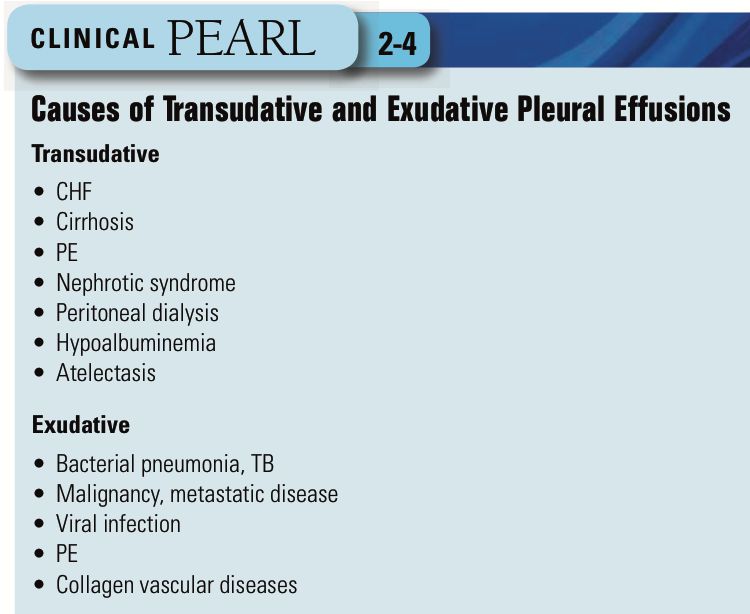 CLINICAL PEARL 2-4
Causes of Transudative and Exudative Pleural Effusions
Transudative
• CHF
• Cirrhosis
• PE
• Nephrotic syndrome
• Peritoneal dialysis
• Hypoalbuminemia
• Atelectasis
Exudative
• Bacterial pneumonia, TB
• Malignancy, metastatic disease
• Viral infection
• PE
• Collagen vascular diseases